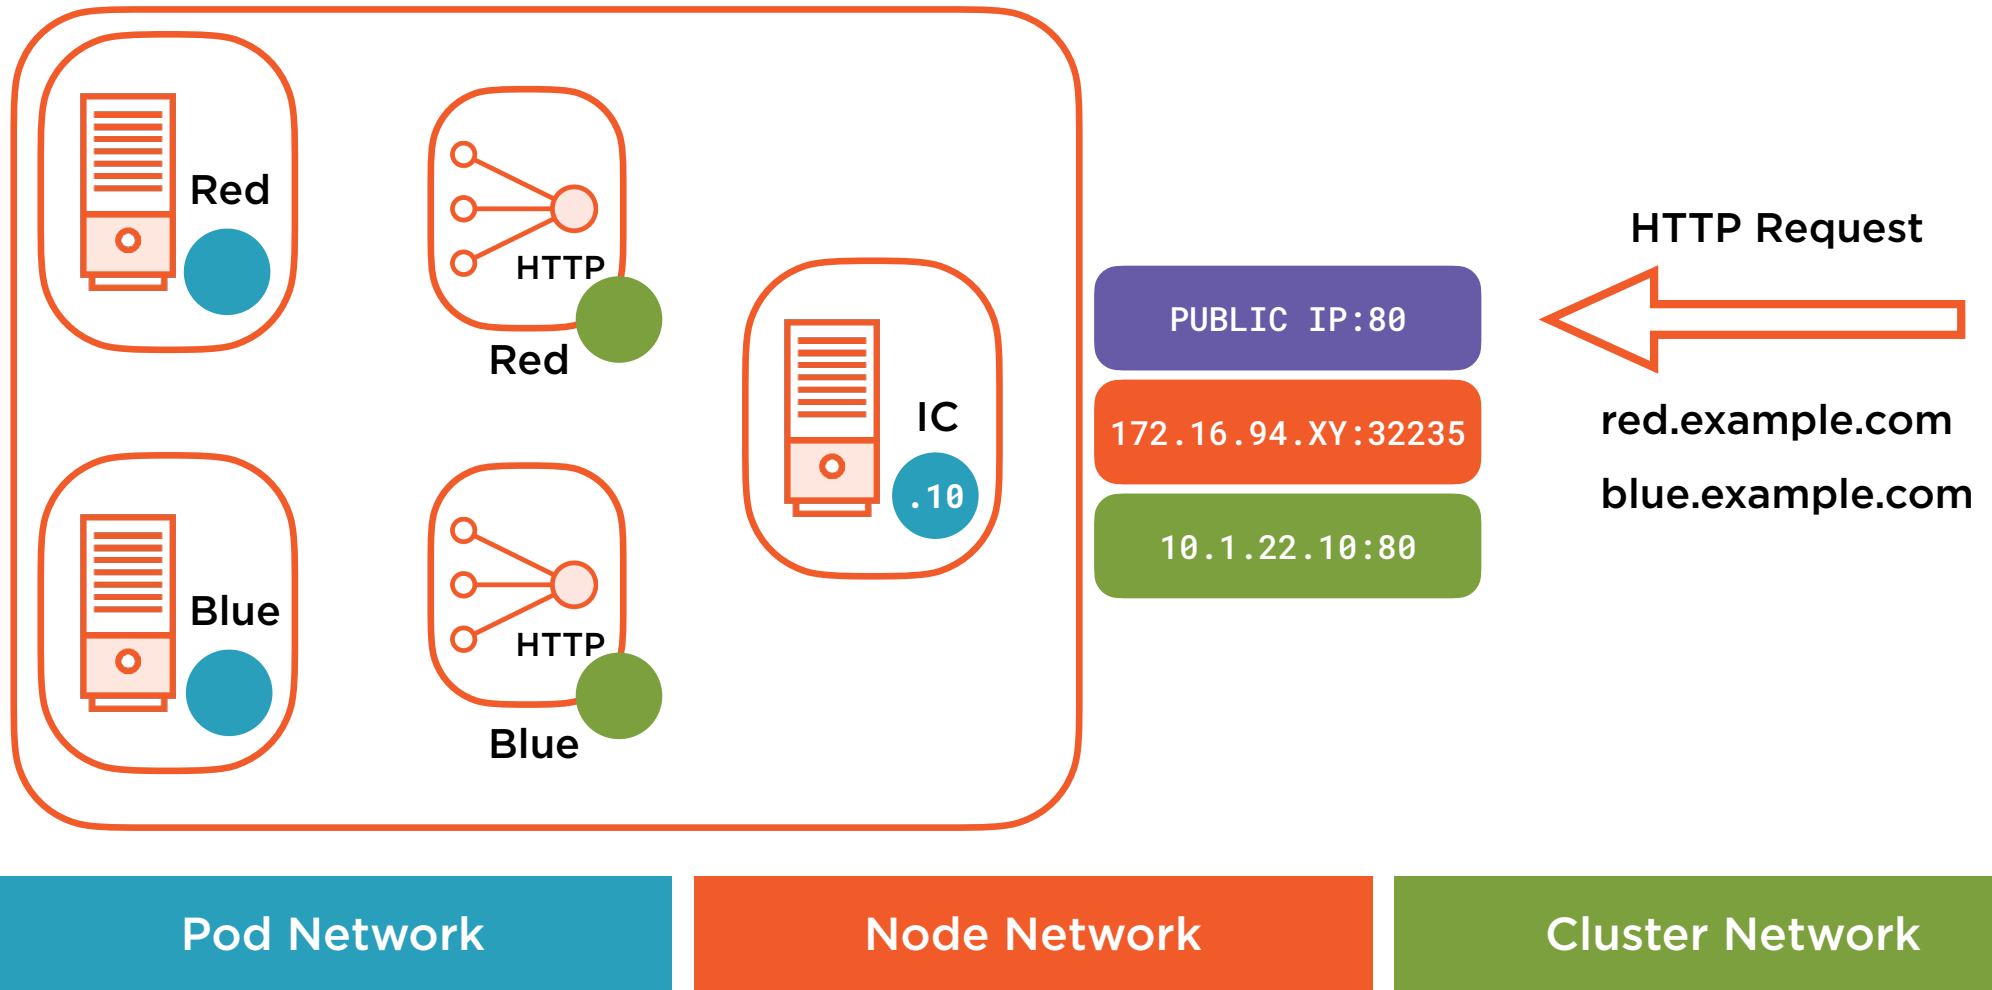 Red
HTTP
Red
Blue
HTTP
Blue
IC
.10
PUBLIC IP:80
172.16.94.XY:32235
10.1.22.10:80
HTTP Request
red.example.com
blue.example.com
Pod Network
Node Network
Cluster Network